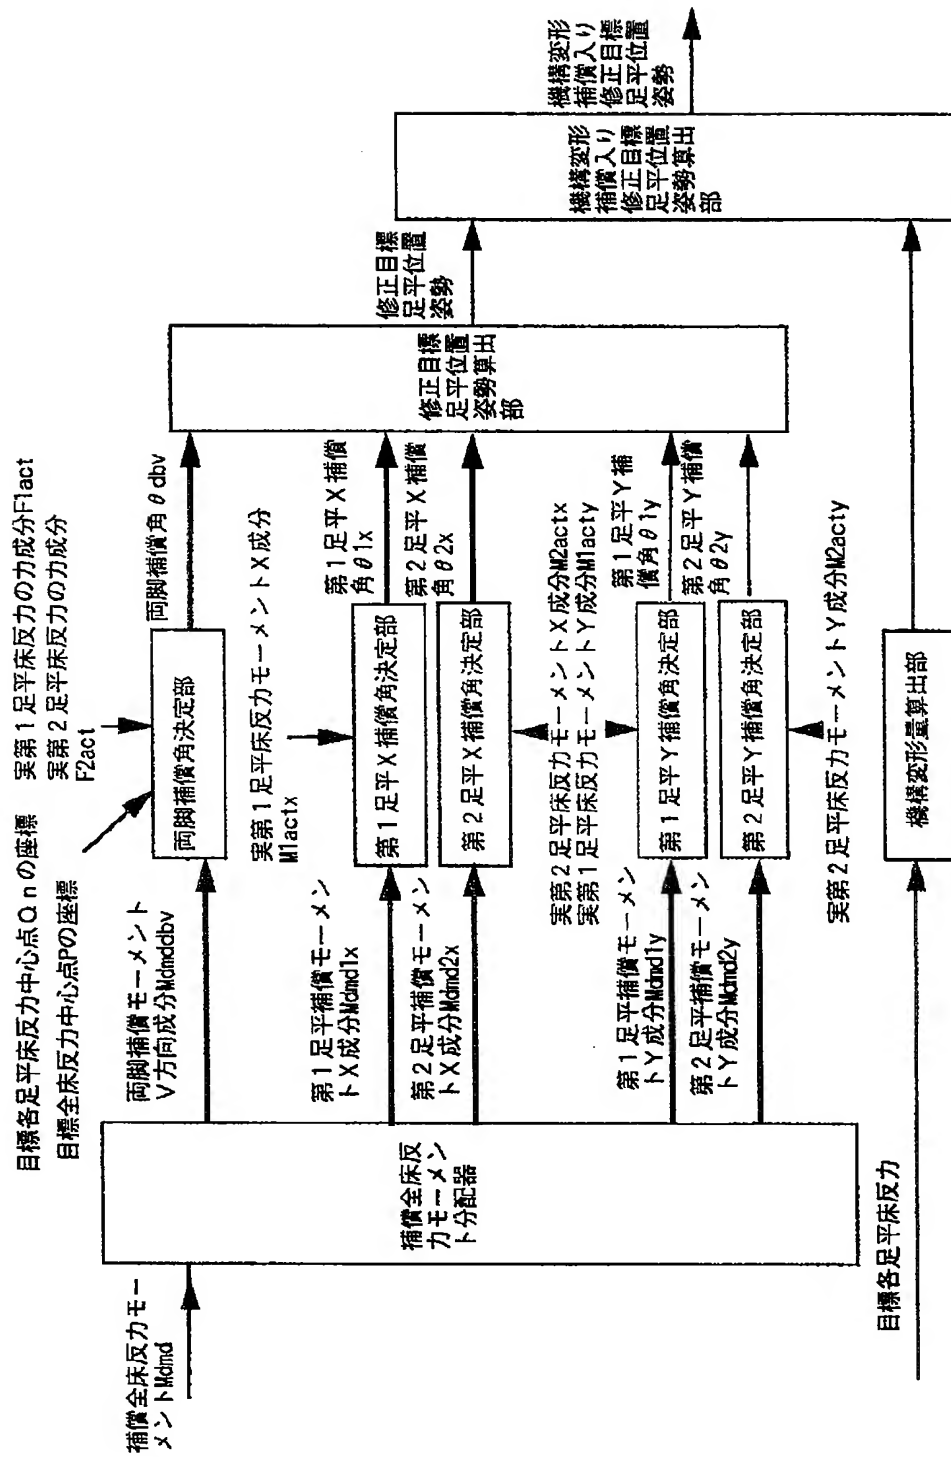 補償全床反力モー
メントMdmd
補償全床反
力モーメン
ト分配器
目標各足平床反力中心点Qnの座標
目標全床反力中心点Pの座標
実第1足平床反力の力成分F1act
実第2足平床反力の力成分
F2act
両脚補償モーメント
V方向成分Mdmddbv
両脚補償角決定部
両脚補償角θdbv
実第1足平床反力モーメントX成分
M1actx
第1足平補償モーメン
トX成分Mdmd1x
第1足平X補償角決定部
第1足平X補償
角θ1x
第2足平補償モーメン
トX成分Mdmd2x
第2足平X補償角決定部
第2足平X補償
角θ2x
実第2足平床反力モーメントX成分M2actx
実第1足平床反力モーメントY成分M1acty
第1足平補償モーメン
トY成分Mdmd1y
第1足平Y補償角決定部
第1足平Y補
償角θ1y
第2足平補償モーメン
トY成分Mdmd2y
第2足平Y補償角決定部
第2足平Y補償
角θ2y
実第2足平床反力モーメントY成分M2acty
目標各足平床反力
機構変形量算出部
修正目標
足平位置
姿勢算出
部
修正目標
足平位置
姿勢
機構変形
補償入り
修正目標
足平位置
姿勢算出
部
機構変形
補償入り
修正目標
足平位置
姿勢